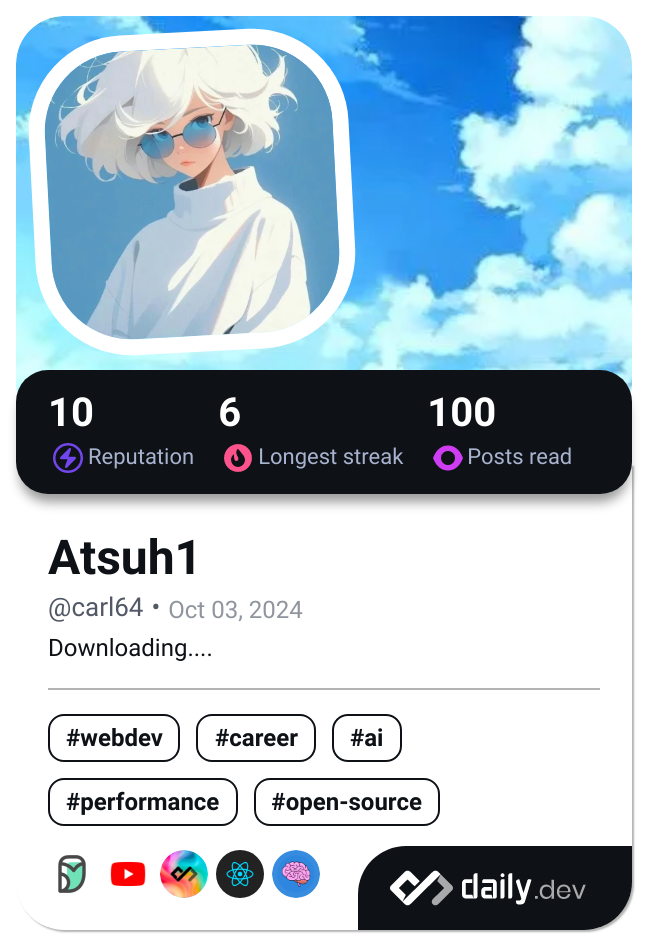 10 6 100
Reputation Longest streak Posts read
Atsuh1
@carl64 • Oct 03, 2024
Downloading....
#webdev #career #ai
#performance #open-source
daily.dev